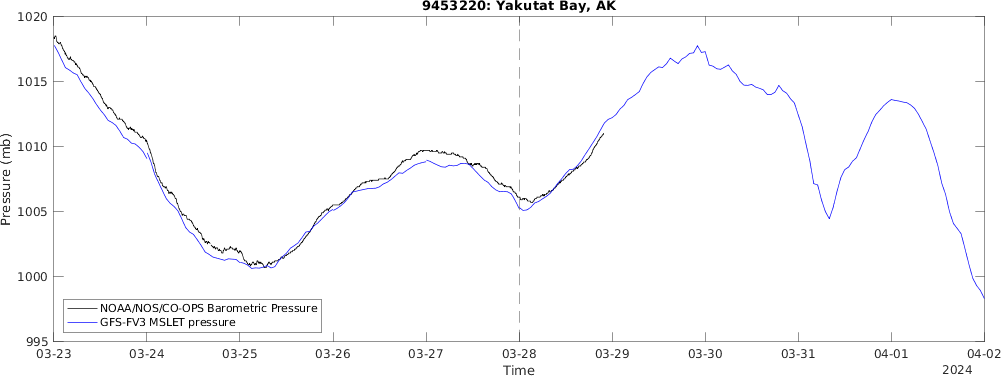 9453220: Yakutat Bay, AK
Pressure (mb)
1020
1015
1010
1005
1000
995
NOAA/NOS/CO-OPS Barometric Pressure
GFS-FV3 MSLET pressure
03-23 03-24 03-25 03-26 03-27 03-28 03-29 03-30 03-31 04-01 04-02
Time
2024